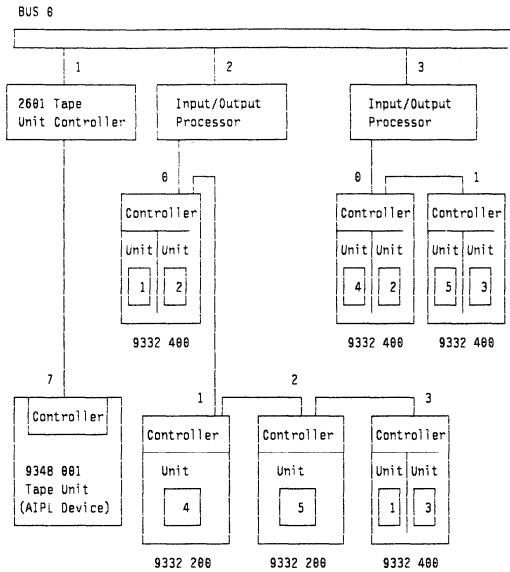 BUS 0
1 2 3
2601 Tape
Unit Controller
Input/Output
Processor
Input/Output
Processor
0 0 1
Controller Controller Controller
Unit Unit Unit Unit Unit Unit
1 2 4 2 5 3
9332 400 9332 400 9332 400
7 1 2 3
Controller Controller Controller Controller
9348 001
Tape Unit
(AIPL Device)
Unit Unit Unit Unit
4 5 1 3
9332 200 9332 200 9332 400